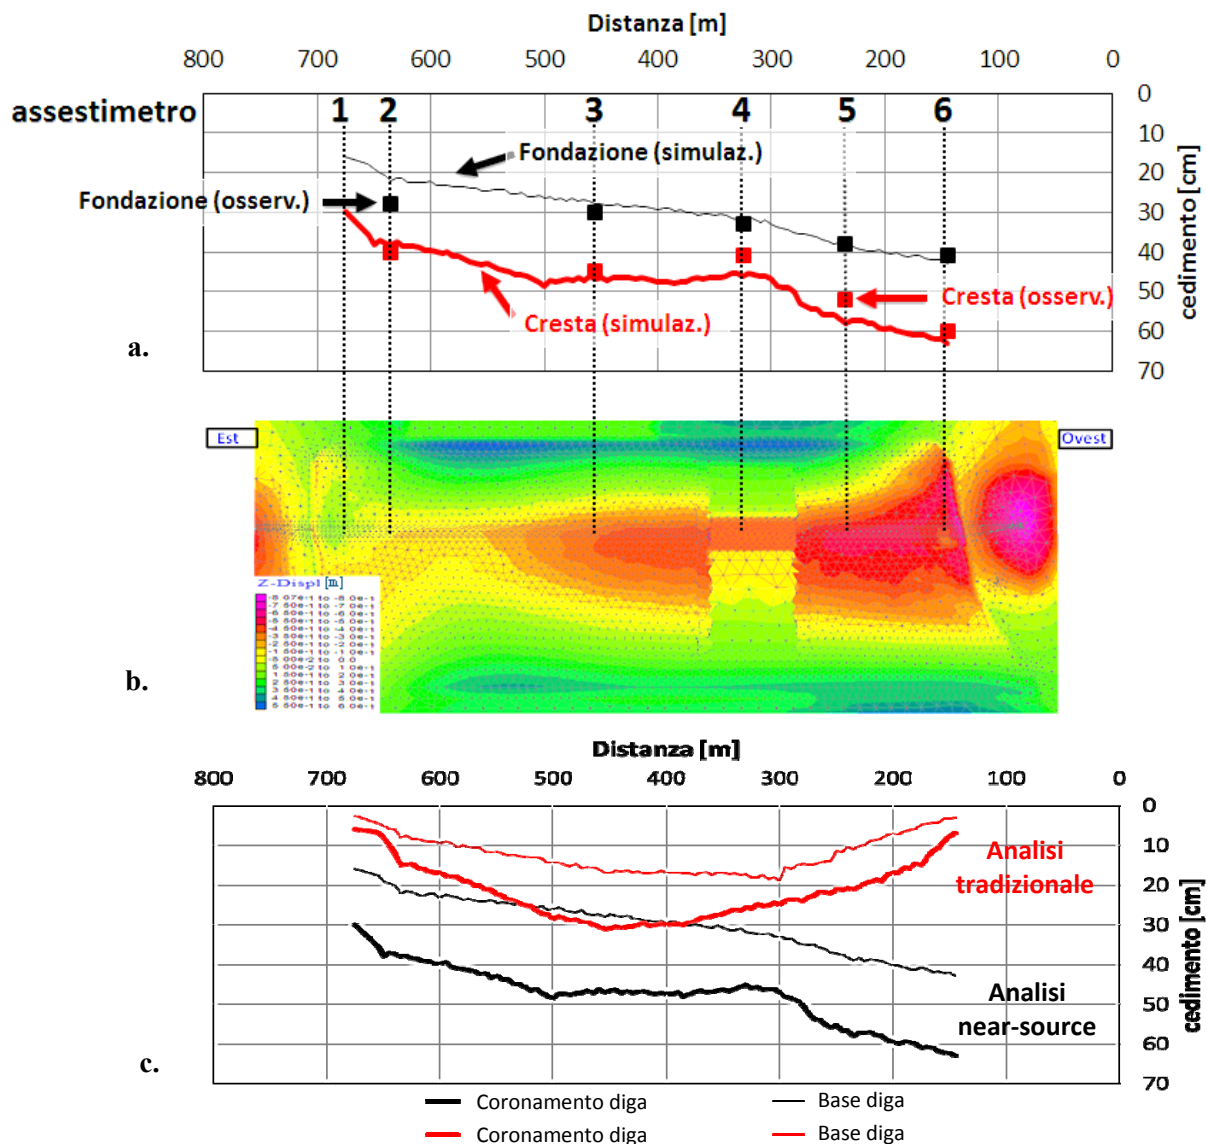 Distanza [m]
800 700 600 500 400 300 200 100 0
assestimetro 1 2 3 4 5 6
0
10
20
30
40
50
60
70
cedimento [cm]
Fondazione (simulaz.)
Fondazione (osserv.)
Cresta (osserv.)
Cresta (simulaz.)
a.
Est
Ovest
Z-Displ [m]
b.
Distanza [m]
800 700 600 500 400 300 200 100 0
0
10
20
30
40
50
60
70
cedimento [cm]
Analisi
tradizionale
Analisi
near-source
c.
Coronamento diga Base diga
Coronamento diga Base diga